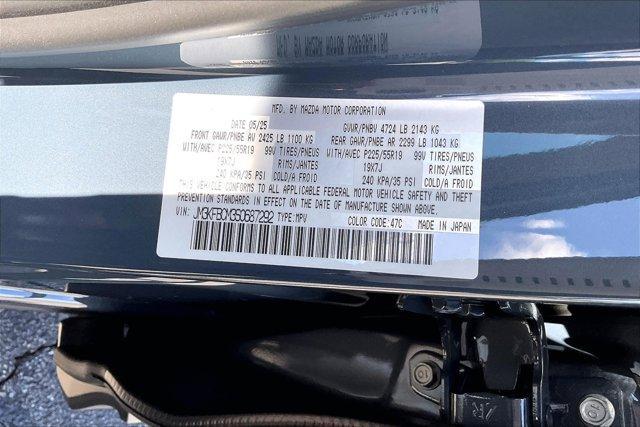 MFD. BY MAZDA MOTOR CORPORATION
DATE 05/25 GVWR/PNBV 4724 LB 2143 KG
FRONT GAWR/PNBE AV 2425 LB 1100 KG REAR GAWR/PNBE AR 2299 LB 1043 KG
WITH/AVEC P225/55R19 99V TIRES/PNEUS WITH/AVEC P225/55R19 99V TIRES/PNEUS
19X7J RIMS/JANTES 19X7J RIMS/JANTES
240 KPA/35 PSI COLD/A FROID 240 KPA/35 PSI COLD/A FROID
THIS VEHICLE CONFORMS TO ALL APPLICABLE FEDERAL MOTOR VEHICLE SAFETY AND THEFT
PREVENTION STANDARDS IN EFFECT ON THE DATE OF MANUFACTURE SHOWN ABOVE.
VIN: JM3KFBCM3S0687292 TYPE: MPV COLOR CODE: 47C MADE IN JAPAN